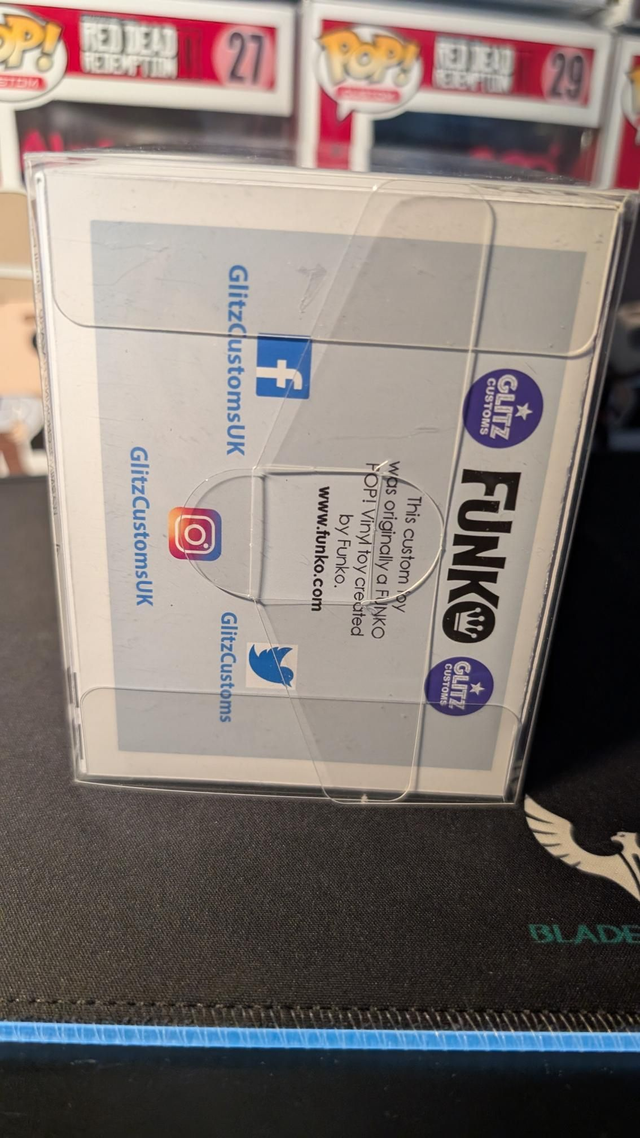 POP!
CUSTOM
RED DEAD
REDEMPTION
27
POP!
RED DEAD
REDEMPTION
29
GLITZ
CUSTOMS
FUNKO
GLITZ
CUSTOMS
This custom toy
was originally a FUNKO
POP! Vinyl toy created
by Funko.
www.funko.com
f
GlitzCustomsUK
GlitzCustoms
GlitzCustomsUK
BLADE